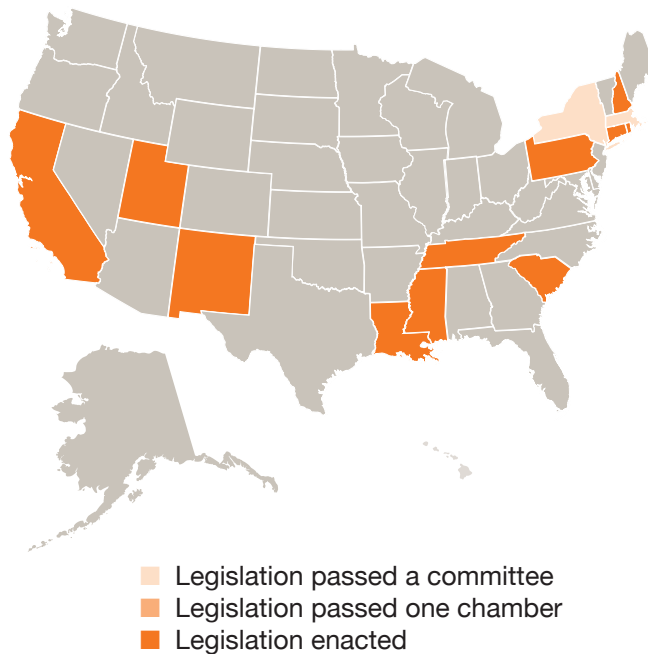 Legislation passed a committee
Legislation passed one chamber
Legislation enacted